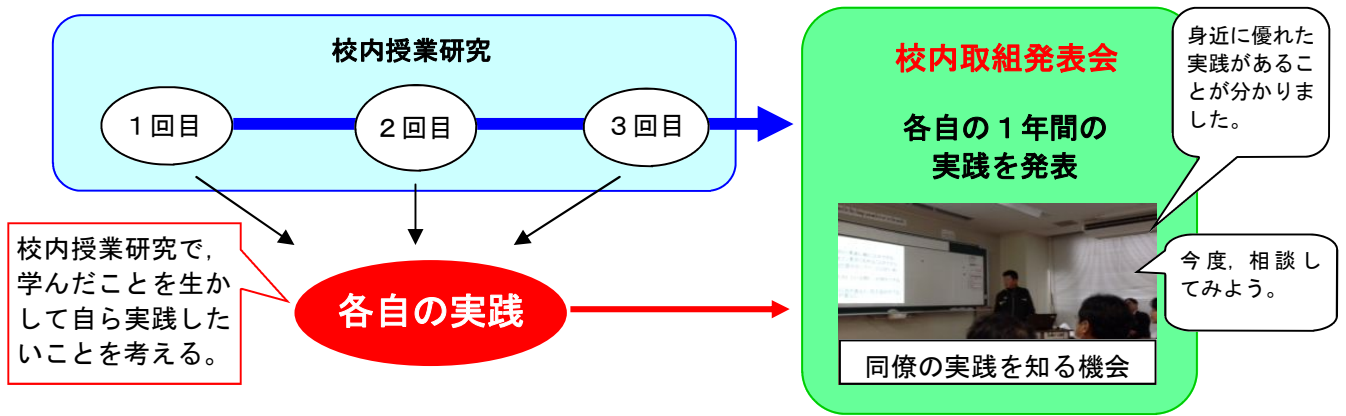 校内授業研究
1回目
2回目
3回目
校内授業研究で,
学んだことを生か
して自ら実践した
いことを考える。
各自の実践
校内取組発表会
各自の1年間の
実践を発表
同僚の実践を知る機会
身近に優れた
実践があるこ
とが分かりま
した。
今度,相談し
てみよう。